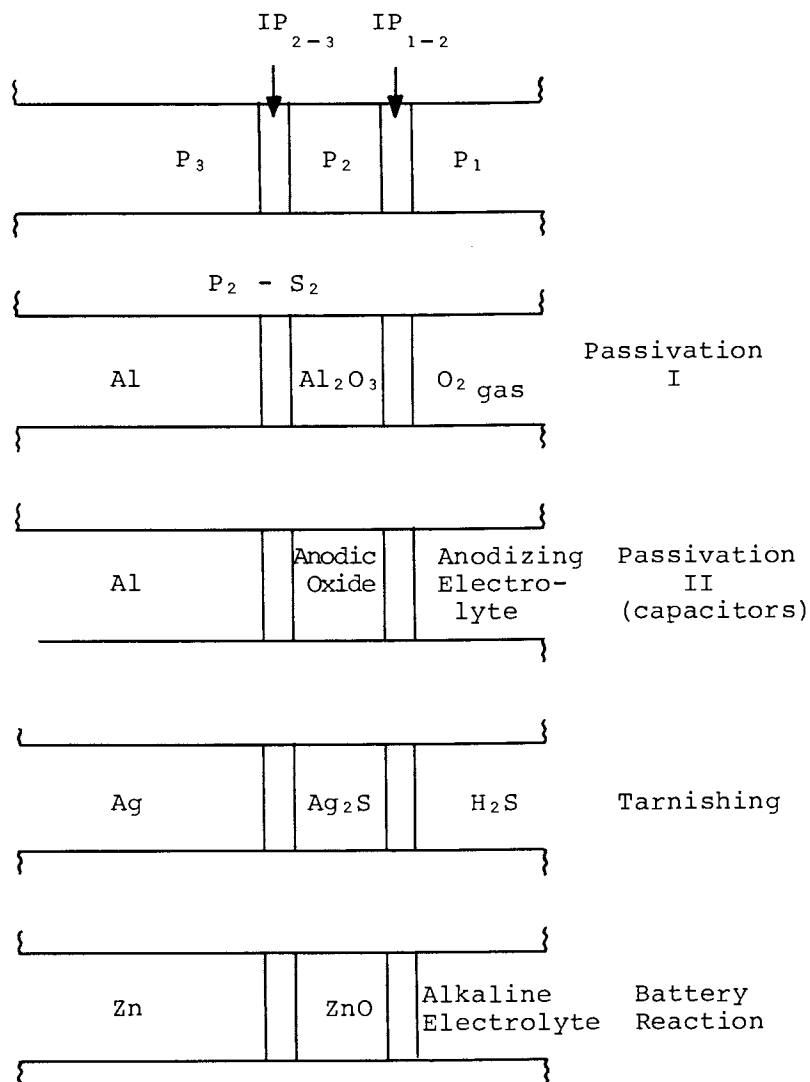 IP₂₋₃ IP₁₋₂
P₃ P₂ P₁
P₂ - S₂
Al Al₂O₃ O₂ gas Passivation
I
Al Anodic Anodizing Passivation
Oxide Electro- II
lyte (capacitors)
Ag Ag₂S H₂S Tarnishing
Zn ZnO Alkaline Battery
Electrolyte Reaction